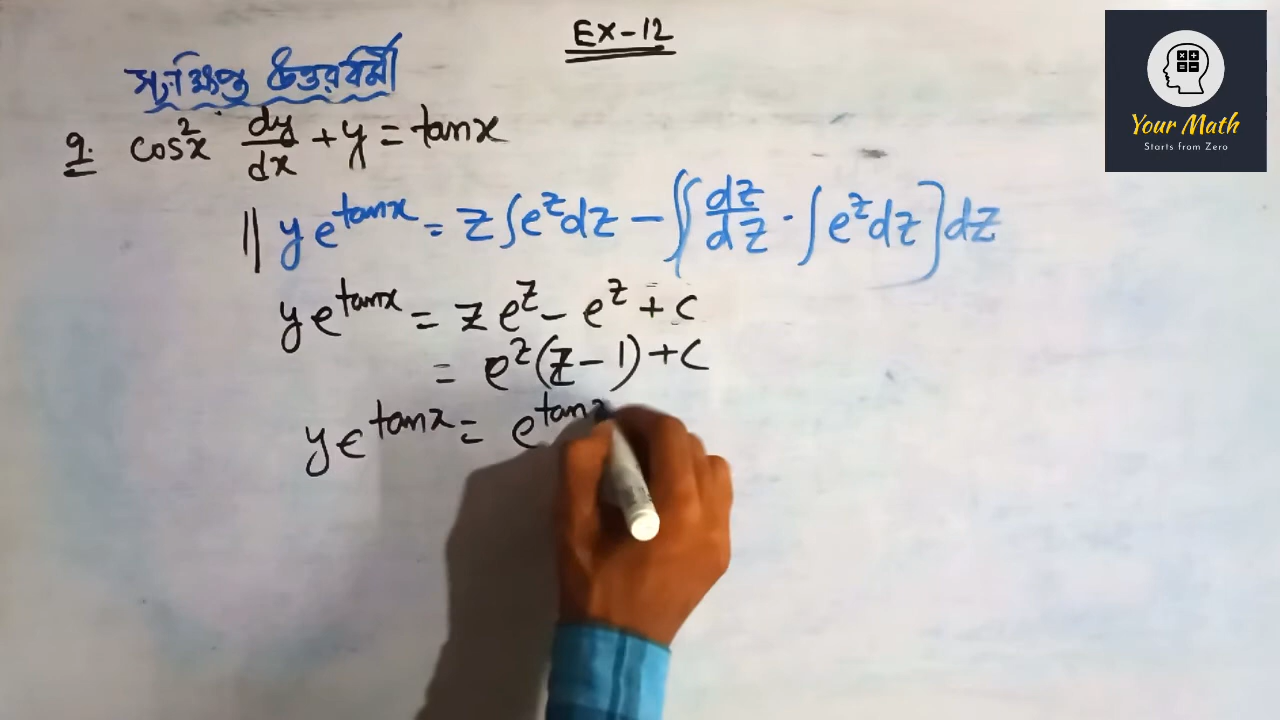 EX-12
সংক্ষিপ্ত উত্তরধর্মী
9. cos²x dy/dx + y = tanx
|| y e^tanx = z ∫e^z dz - ∫[dz/dz · ∫e^z dz] dz
y e^tanx = z e^z - e^z + c
= e^z (z - 1) + c
y e^tanx = e^tanx
Your Math
Starts from Zero